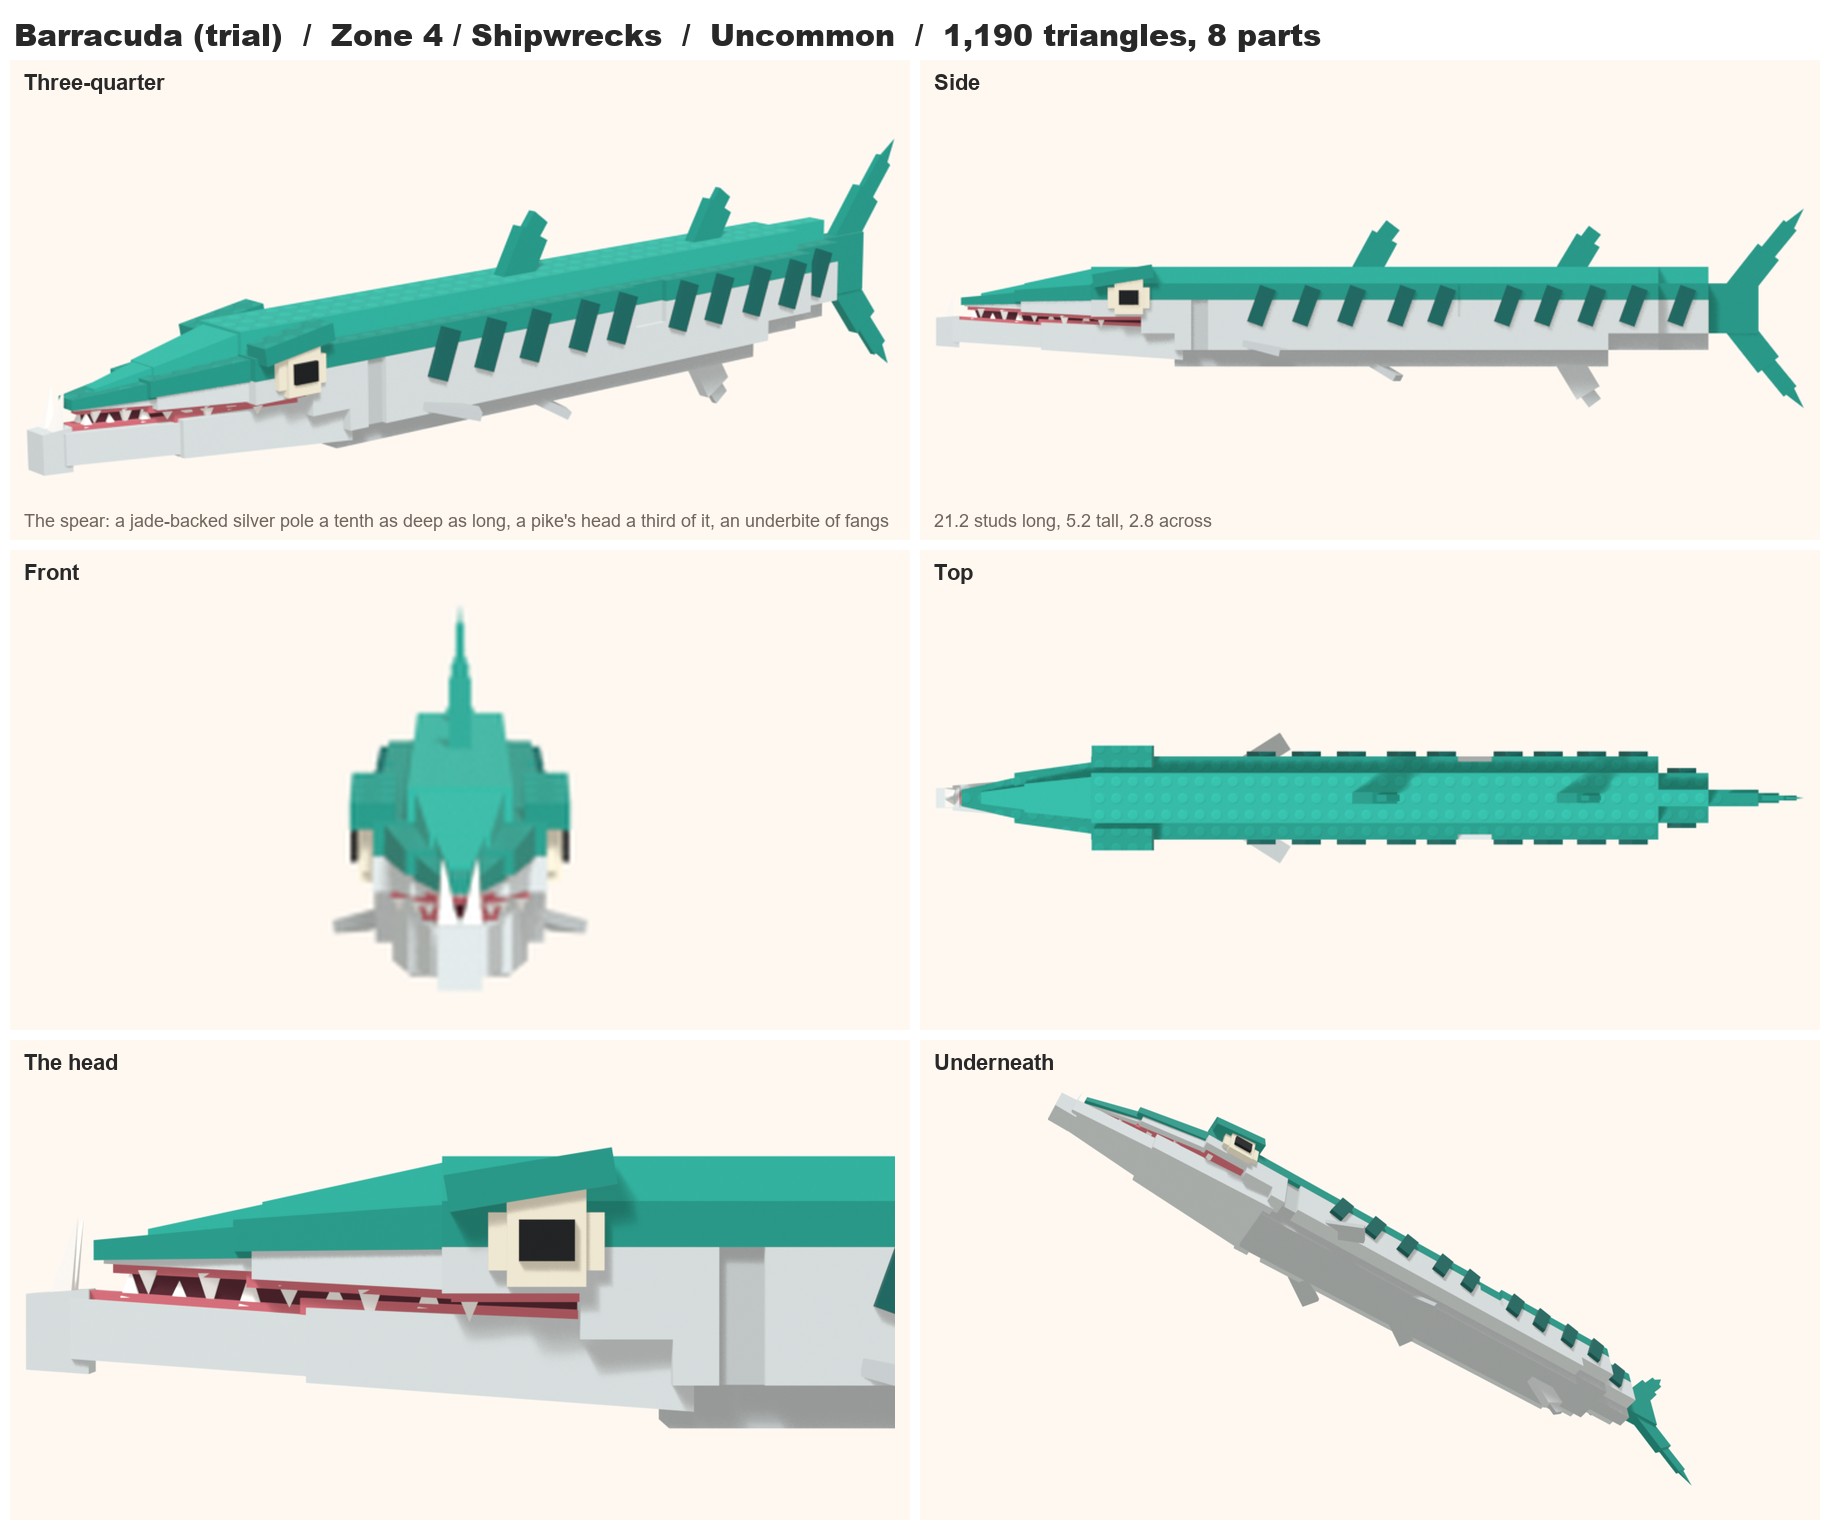 Barracuda (trial)  /  Zone 4 / Shipwrecks  /  Uncommon  /  1,190 triangles, 8 parts
Three-quarter
The spear: a jade-backed silver pole a tenth as deep as long, a pike's head a third of it, an underbite of fangs
Side
21.2 studs long, 5.2 tall, 2.8 across
Front
Top
The head
Underneath